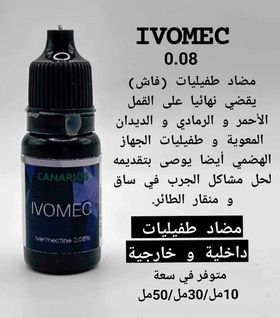 IVOMEC
0.08
مضاد طفيليات (فاش)
يقضي نهائيا على القمل
الأحمر و الرمادي و الديدان
المعوية و طفيليات الجهاز
الهضمي أيضا يوصى بتقديمه
لحل مشاكل الجرب في ساق
و منقار الطائر.
مضاد طفيليات
داخلية و خارجية
متوفر في سعة
10مل/30مل/50مل
CANARIOS
IVOMEC
Ivermectine 0.08%